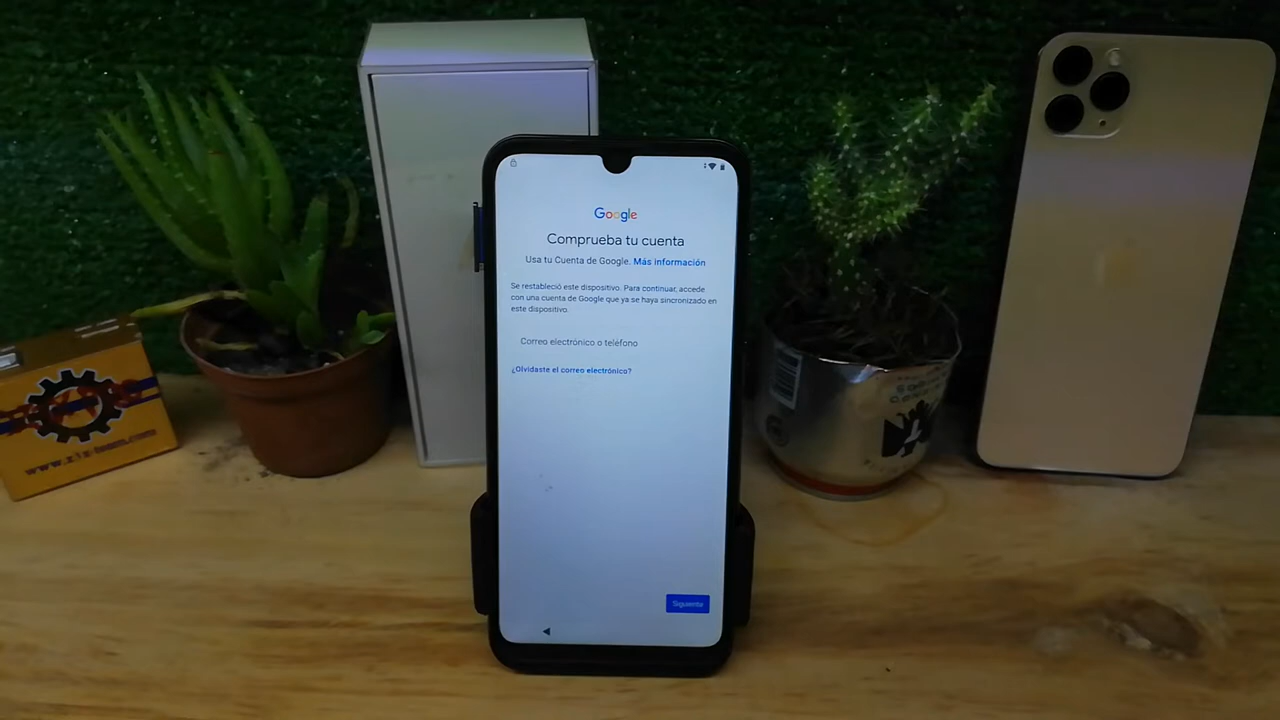 Google
Comprueba tu cuenta
Usa tu Cuenta de Google. Más información
Se restableció este dispositivo. Para continuar, accede
con una cuenta de Google que ya se haya sincronizado en
este dispositivo.
Correo electrónico o teléfono
¿Olvidaste el correo electrónico?
Siguiente